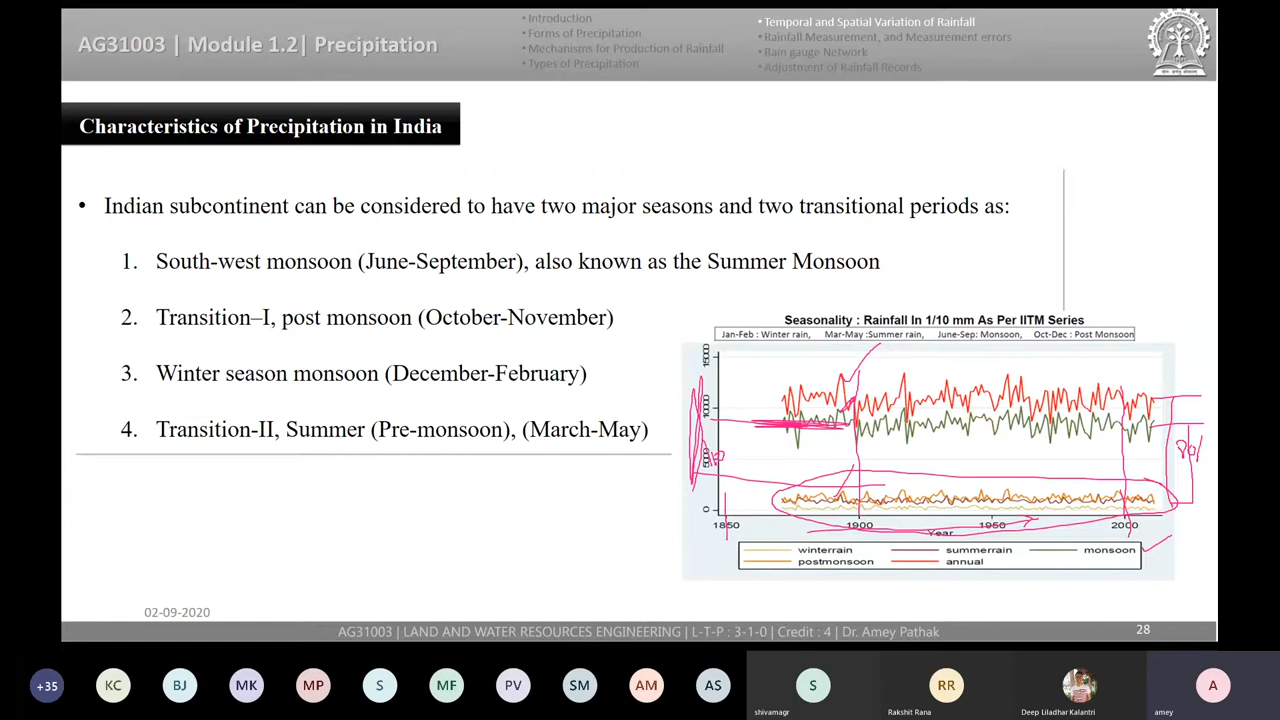 AG31003 | Module 1.2| Precipitation
• Introduction
• Forms of Precipitation
• Mechanisms for Production of Rainfall
• Types of Precipitation
• Temporal and Spatial Variation of Rainfall
• Rainfall Measurement, and Measurement errors
• Rain gauge Network
• Adjustment of Rainfall Records
Characteristics of Precipitation in India
• Indian subcontinent can be considered to have two major seasons and two transitional periods as:
1. South-west monsoon (June-September), also known as the Summer Monsoon
2. Transition–I, post monsoon (October-November)
3. Winter season monsoon (December-February)
4. Transition-II, Summer (Pre-monsoon), (March-May)
Seasonality : Rainfall In 1/10 mm As Per IITM Series
Jan-Feb : Winter rain, Mar-May :Summer rain, June-Sep: Monsoon, Oct-Dec : Post Monsoon
15000
10000
5000
0
1850 1900 1950 2000
Year
winterrain summerrain monsoon
postmonsoon annual
02-09-2020
AG31003 | LAND AND WATER RESOURCES ENGINEERING | L-T-P : 3-1-0 | Credit : 4 | Dr. Amey Pathak
28
+35 KC BJ MK MP S MF PV SM AM AS S RR A
shivamagr Rakshit Rana Deep Liladhar Kalantri amey